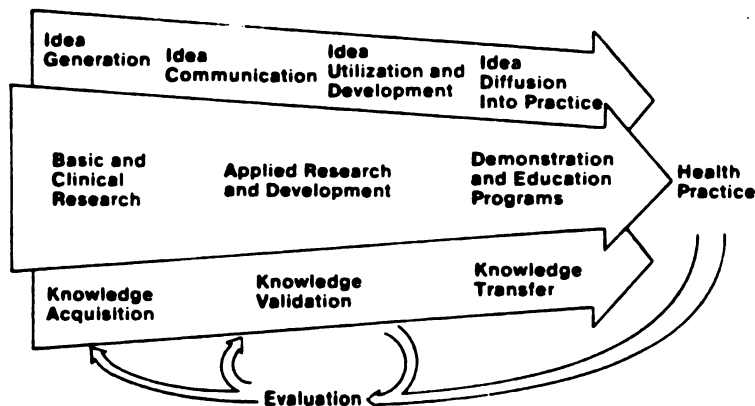 Idea
Generation
Idea
Communication
Idea
Utilization and
Development
Idea
Diffusion
Into Practice
Basic and
Clinical
Research
Applied Research
and Development
Demonstration
and Education
Programs
Health
Practice
Knowledge
Acquisition
Knowledge
Validation
Knowledge
Transfer
Evaluation